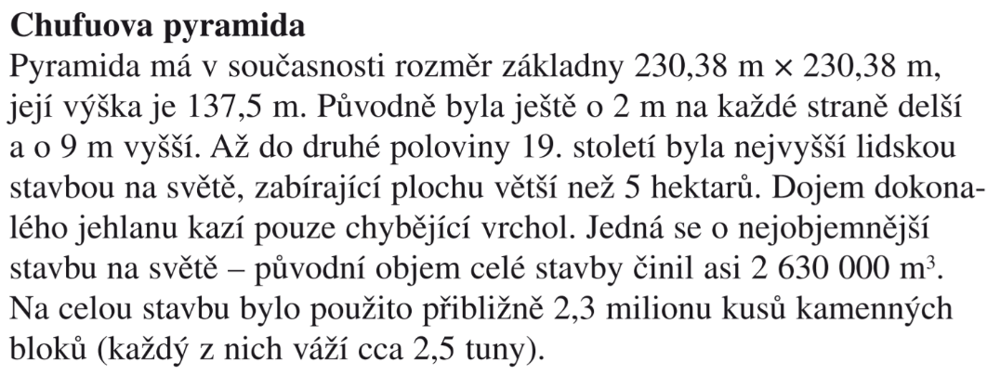 Chufuova pyramida
Pyramida má v současnosti rozměr základny 230,38 m × 230,38 m,
její výška je 137,5 m. Původně byla ještě o 2 m na každé straně delší
a o 9 m vyšší. Až do druhé poloviny 19. století byla nejvyšší lidskou
stavbou na světě, zabírající plochu větší než 5 hektarů. Dojem dokona-
lého jehlanu kazí pouze chybějící vrchol. Jedná se o nejobjemnější
stavbu na světě – původní objem celé stavby činil asi 2 630 000 m³.
Na celou stavbu bylo použito přibližně 2,3 milionu kusů kamenných
bloků (každý z nich váží cca 2,5 tuny).